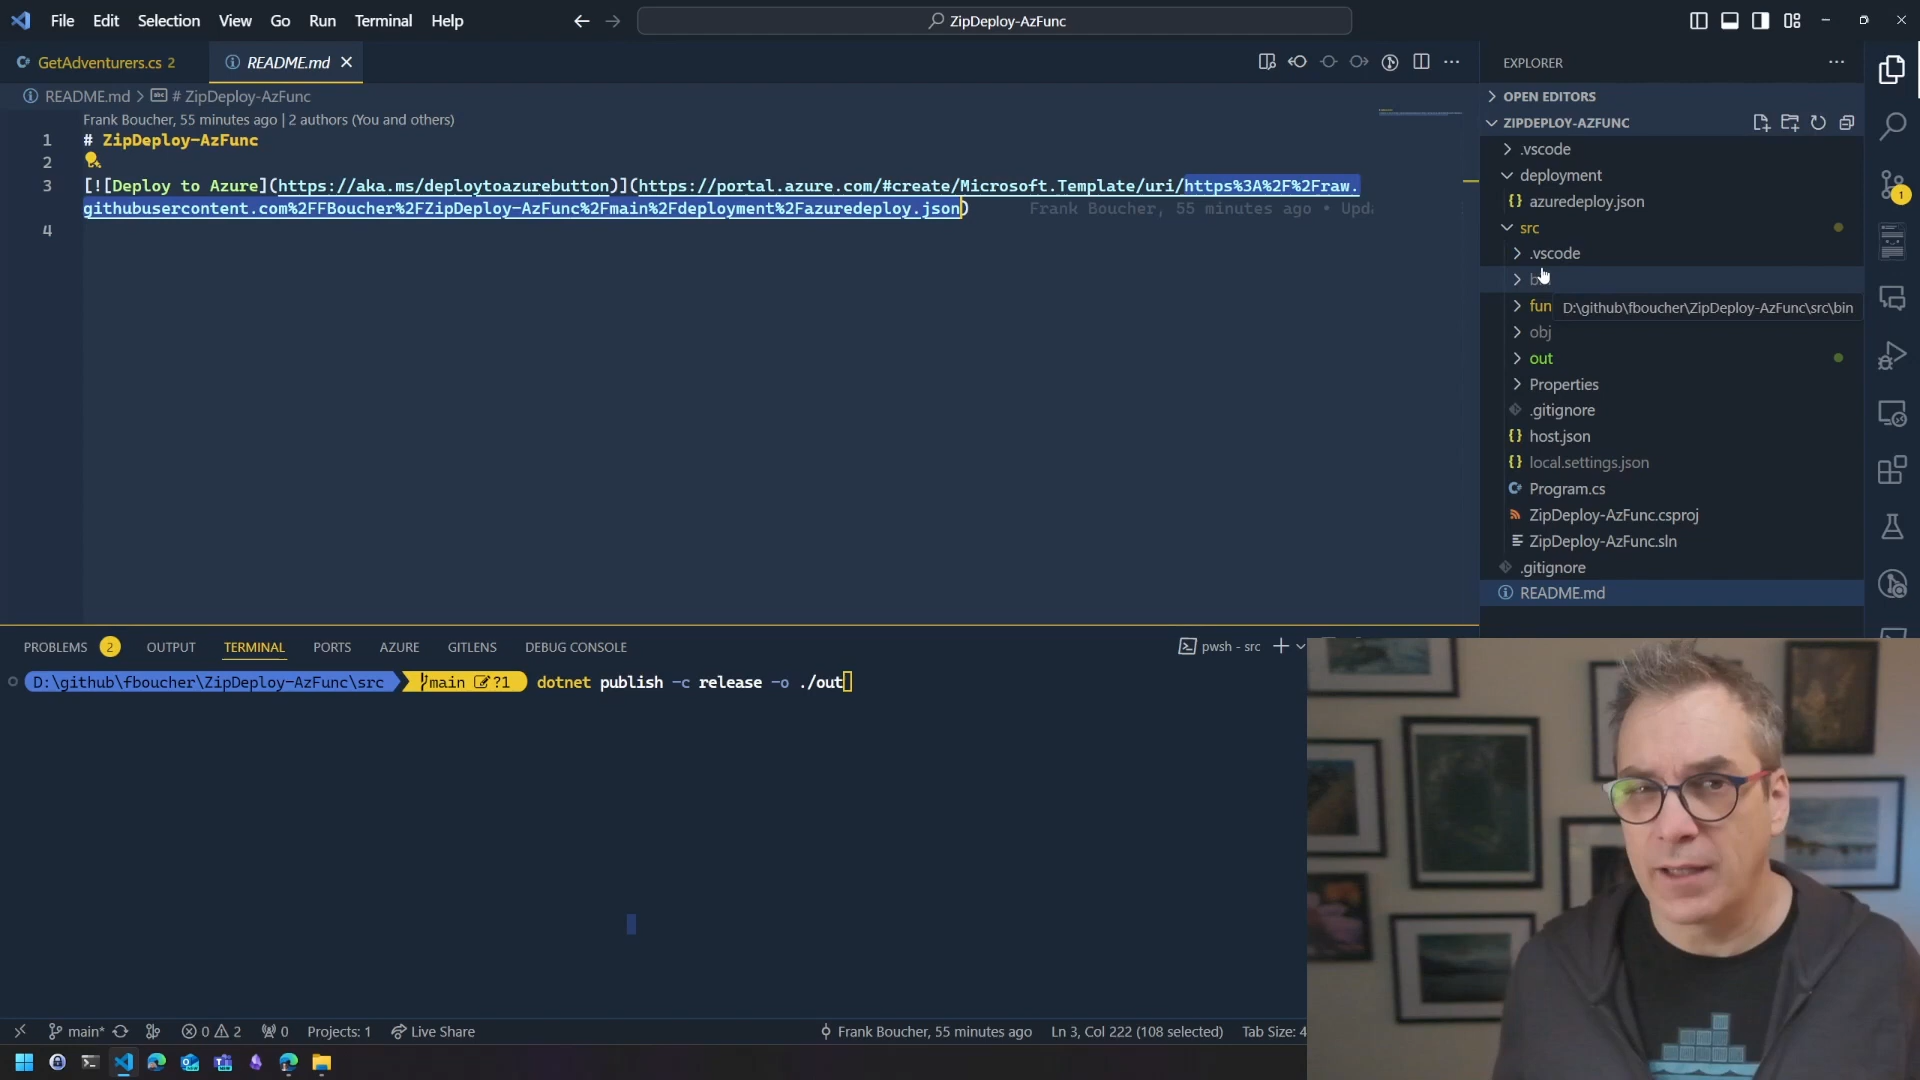 File Edit Selection View Go Run Terminal Help
ZipDeploy-AzFunc
GetAdventurers.cs 2
README.md
README.md > # ZipDeploy-AzFunc
Frank Boucher, 55 minutes ago | 2 authors (You and others)
1 # ZipDeploy-AzFunc
2
3 [![Deploy to Azure](https://aka.ms/deploytoazurebutton)](https://portal.azure.com/#create/Microsoft.Template/uri/https%3A%2F%2Fraw.
githubusercontent.com%2FFBoucher%2FZipDeploy-AzFunc%2Fmain%2Fdeployment%2Fazuredeploy.json) Frank Boucher, 55 minutes ago • Upda
4
EXPLORER
OPEN EDITORS
ZIPDEPLOY-AZFUNC
.vscode
deployment
azuredeploy.json
src
.vscode
fun
D:\github\fboucher\ZipDeploy-AzFunc\src\bin
obj
out
Properties
.gitignore
host.json
local.settings.json
Program.cs
ZipDeploy-AzFunc.csproj
ZipDeploy-AzFunc.sln
.gitignore
README.md
1
PROBLEMS 2 OUTPUT TERMINAL PORTS AZURE GITLENS DEBUG CONSOLE
pwsh - src
D:\github\fboucher\ZipDeploy-AzFunc\src main ?1 dotnet publish -c release -o ./out
main* 0 2 0 Projects: 1 Live Share
Frank Boucher, 55 minutes ago Ln 3, Col 222 (108 selected) Tab Size: 4